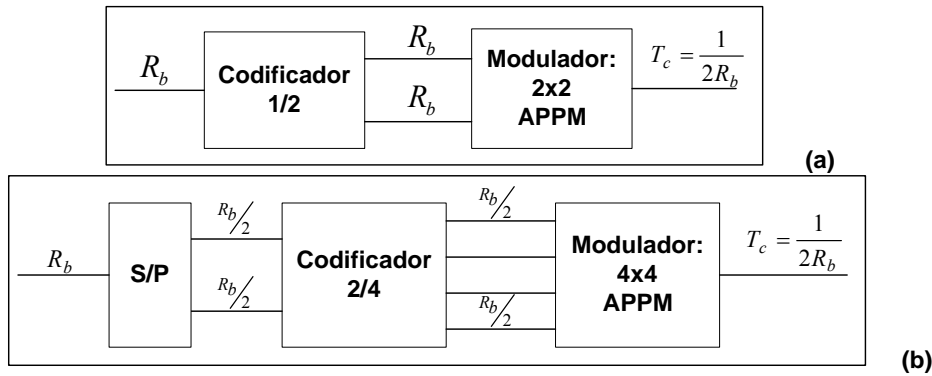 R_b
Codificador
1/2
R_b
R_b
Modulador:
2x2
APPM
T_c = 1/2R_b
(a)
R_b
S/P
R_b/2
R_b/2
Codificador
2/4
R_b/2
R_b/2
Modulador:
4x4
APPM
T_c = 1/2R_b
(b)